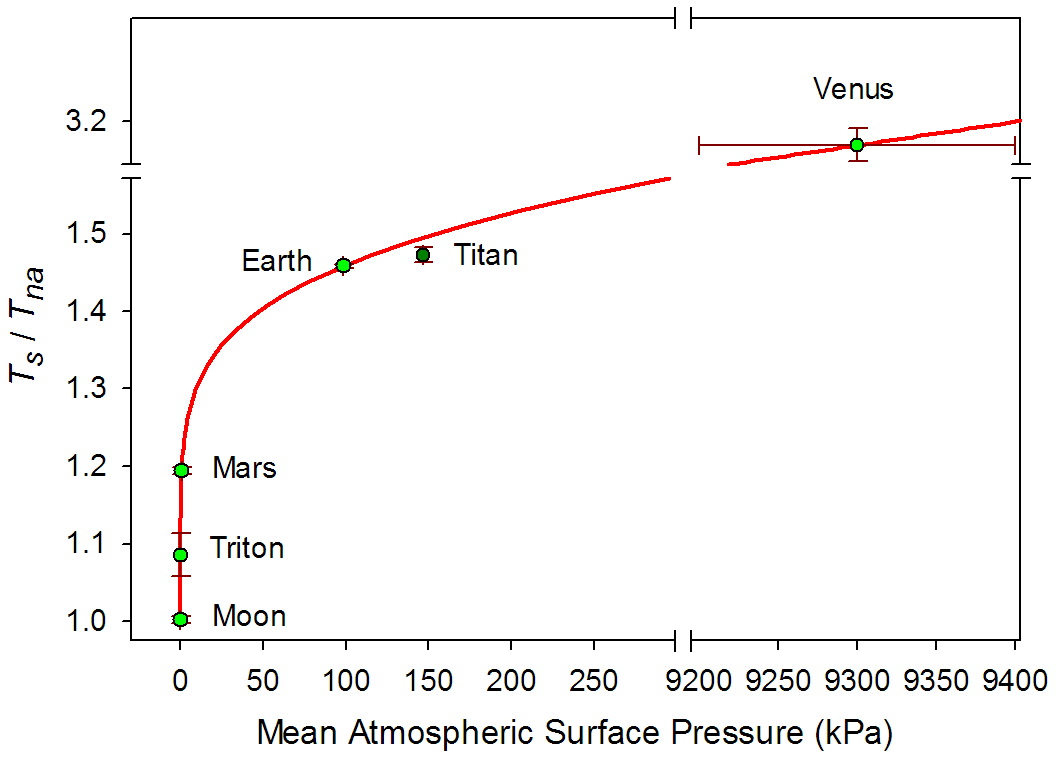 Venus
3.2
1.5
Earth
Titan
1.4
Ts / Tna
1.3
1.2
Mars
1.1
Triton
1.0
Moon
0 50 100 150 200 250 9200 9250 9300 9350 9400
Mean Atmospheric Surface Pressure (kPa)